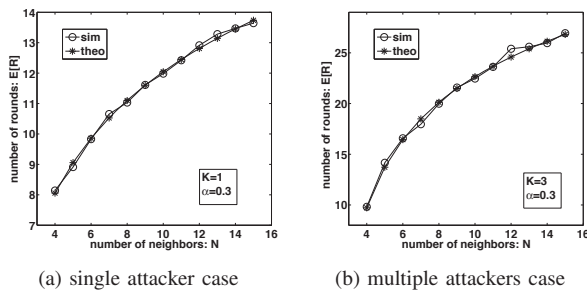 14
13
12
11
10
9
8
7
number of rounds: E[R]
sim
theo
K=1
α=0.3
4 6 8 10 12 14 16
number of neighbors: N
(a) single attacker case
25
20
15
10
number of rounds: E[R]
sim
theo
K=3
α=0.3
4 6 8 10 12 14 16
number of neighbors: N
(b) multiple attackers case